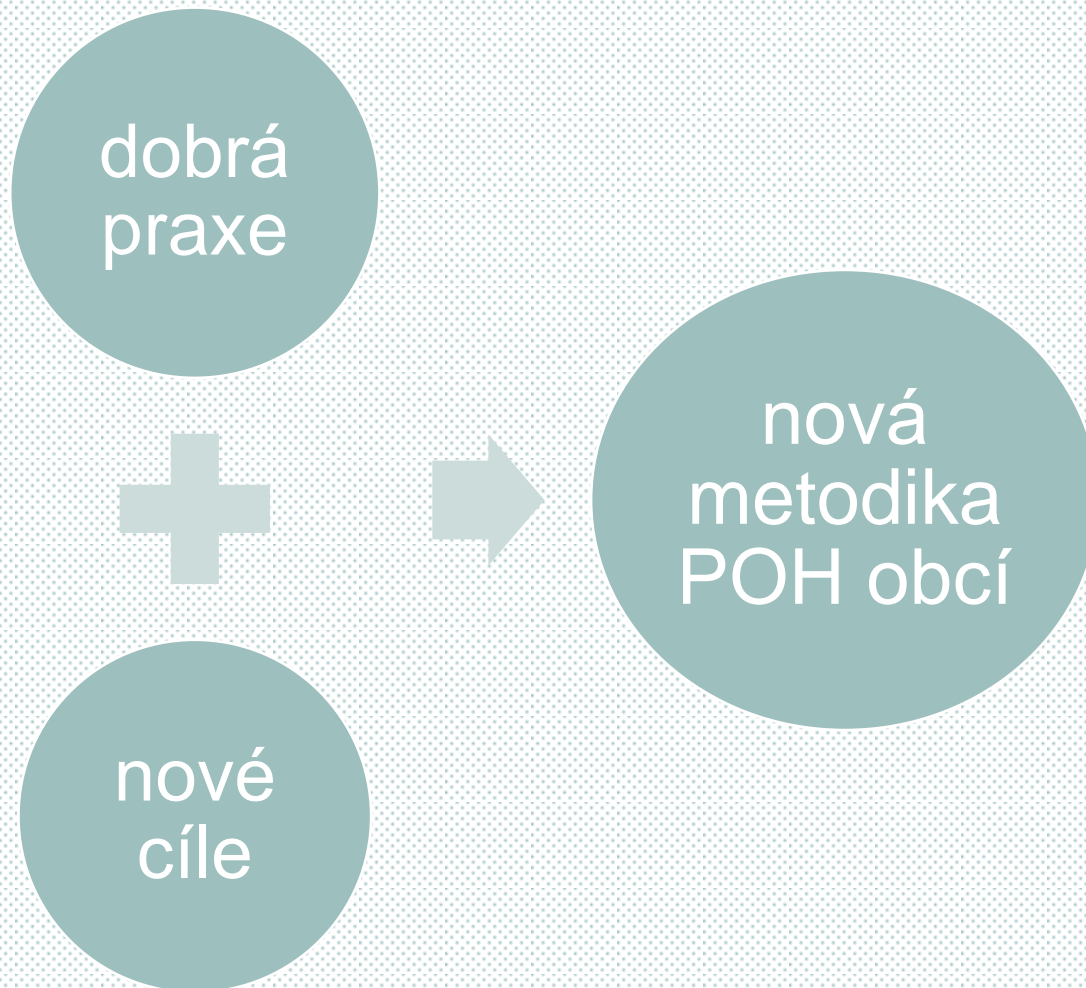 dobrá
praxe
nové
cíle
nová
metodika
POH obcí